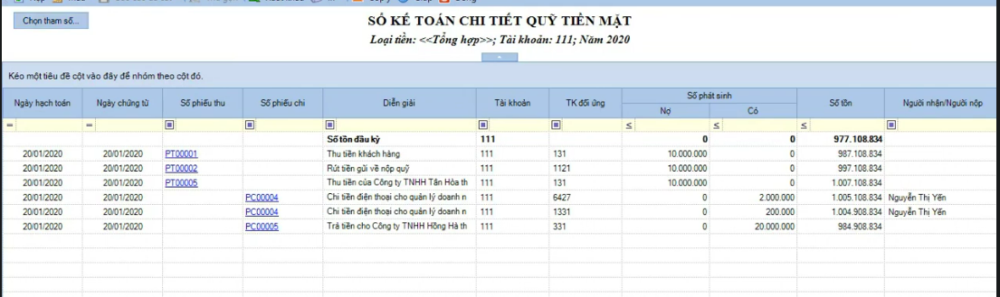 Chọn tham số...
SỔ KẾ TOÁN CHI TIẾT QUỸ TIỀN MẶT
Loại tiền: <<Tổng hợp>>; Tài khoản: 111; Năm 2020
Kéo một tiêu đề cột vào đây để nhóm theo cột đó.
Ngày hạch toán Ngày chứng từ Số phiếu thu Số phiếu chi Diễn giải Tài khoản TK đối ứng Số phát sinh Số tồn Người nhận/Người nộp
Nợ Có
= = ≤ ≤ ≤
Số tồn đầu kỳ 111 0 0 977.108.834
20/01/2020 20/01/2020 PT00001 Thu tiền khách hàng 111 131 10.000.000 0 987.108.834
20/01/2020 20/01/2020 PT00002 Rút tiền gửi về nộp quỹ 111 1121 10.000.000 0 997.108.834
20/01/2020 20/01/2020 PT00005 Thu tiền của Công ty TNHH Tân Hòa th 111 131 10.000.000 0 1.007.108.834
20/01/2020 20/01/2020 PC00004 Chi tiền điện thoại cho quản lý doanh n 111 6427 0 2.000.000 1.005.108.834 Nguyễn Thị Yến
20/01/2020 20/01/2020 PC00004 Chi tiền điện thoại cho quản lý doanh n 111 1331 0 200.000 1.004.908.834 Nguyễn Thị Yến
20/01/2020 20/01/2020 PC00005 Trả tiền cho Công ty TNHH Hồng Hà th 111 331 0 20.000.000 984.908.834